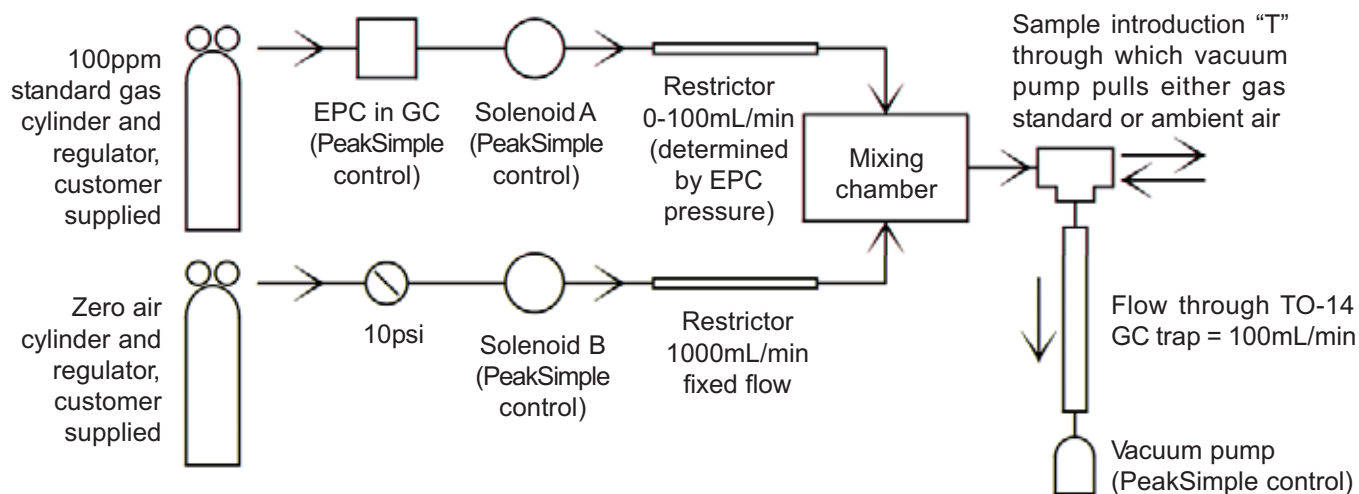 100ppm
standard gas
cylinder and
regulator,
customer
supplied
EPC in GC
(PeakSimple
control)
Solenoid A
(PeakSimple
control)
Restrictor
0-100mL/min
(determined
by EPC
pressure)
Mixing
chamber
Sample introduction “T”
through which vacuum
pump pulls either gas
standard or ambient air
Zero air
cylinder and
regulator,
customer
supplied
10psi
Solenoid B
(PeakSimple
control)
Restrictor
1000mL/min
fixed flow
Flow through TO-14
GC trap = 100mL/min
Vacuum pump
(PeakSimple control)